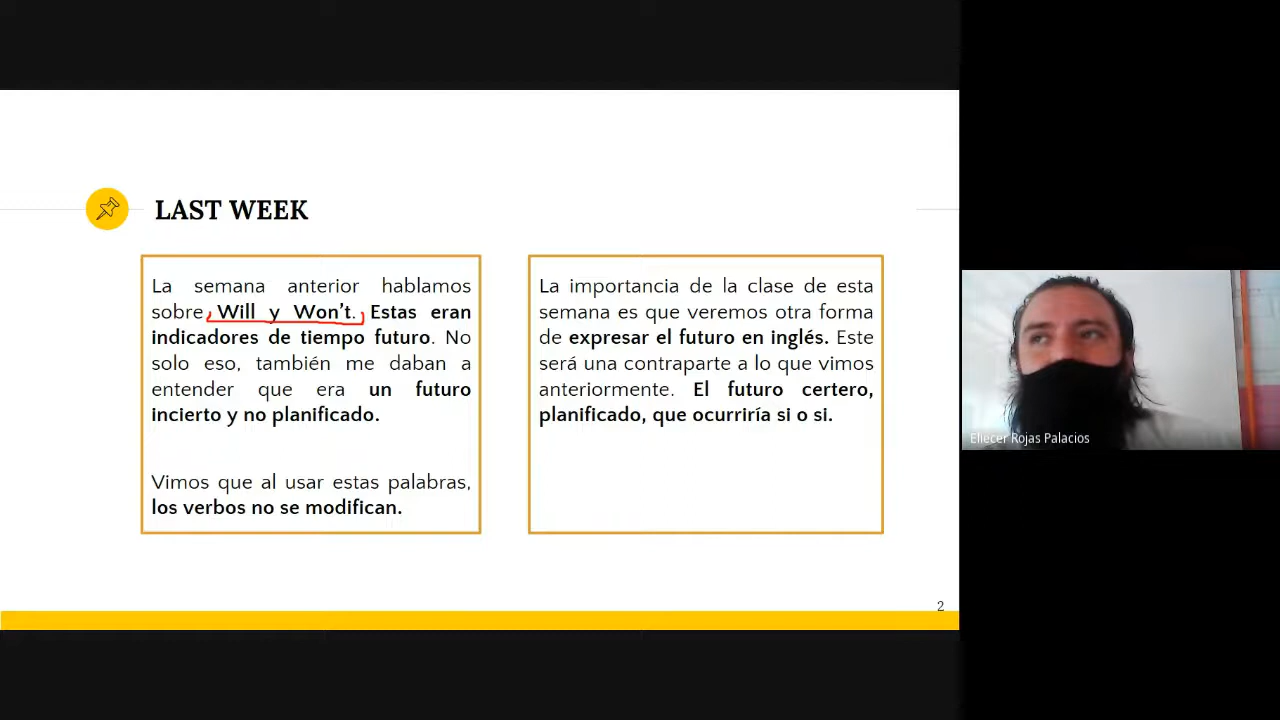 LAST WEEK
La semana anterior hablamos
sobre Will y Won't. Estas eran
indicadores de tiempo futuro. No
solo eso, también me daban a
entender que era un futuro
incierto y no planificado.
Vimos que al usar estas palabras,
los verbos no se modifican.
La importancia de la clase de esta
semana es que veremos otra forma
de expresar el futuro en inglés. Este
será una contraparte a lo que vimos
anteriormente. El futuro certero,
planificado, que ocurriría si o si.
2
Eliecer Rojas Palacios